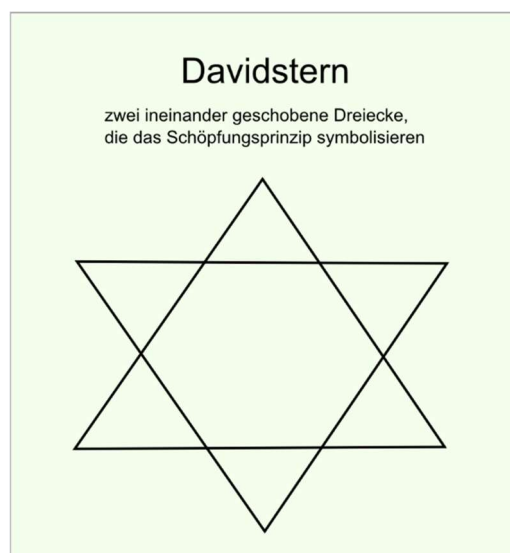 Davidstern
zwei ineinander geschobene Dreiecke,
die das Schöpfungsprinzip symbolisieren